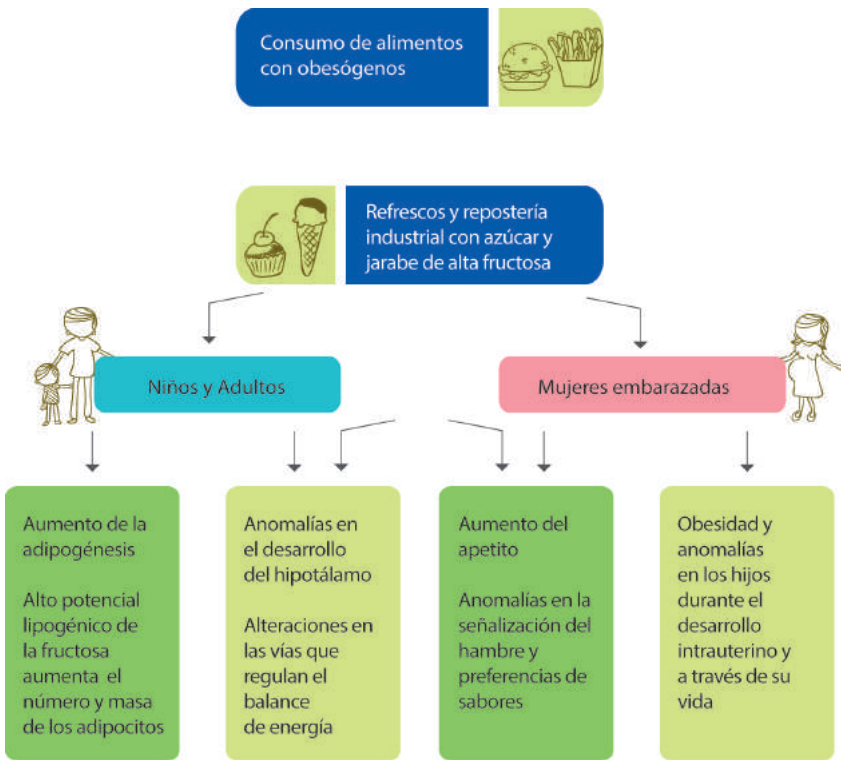 Consumo de alimentos
con obesógenos
Refrescos y repostería
industrial con azúcar y
jarabe de alta fructosa
Niños y Adultos
Mujeres embarazadas
Aumento de la
adipogénesis
Alto potencial
lipogénico de
la fructosa
aumenta el
número y masa
de los adipocitos
Anomalías en
el desarrollo
del hipotálamo
Alteraciones en
las vías que
regulan el
balance
de energía
Aumento del
apetito
Anomalías en la
señalización del
hambre y
preferencias de
sabores
Obesidad y
anomalías
en los hijos
durante el
desarrollo
intrauterino y
a través de su
vida